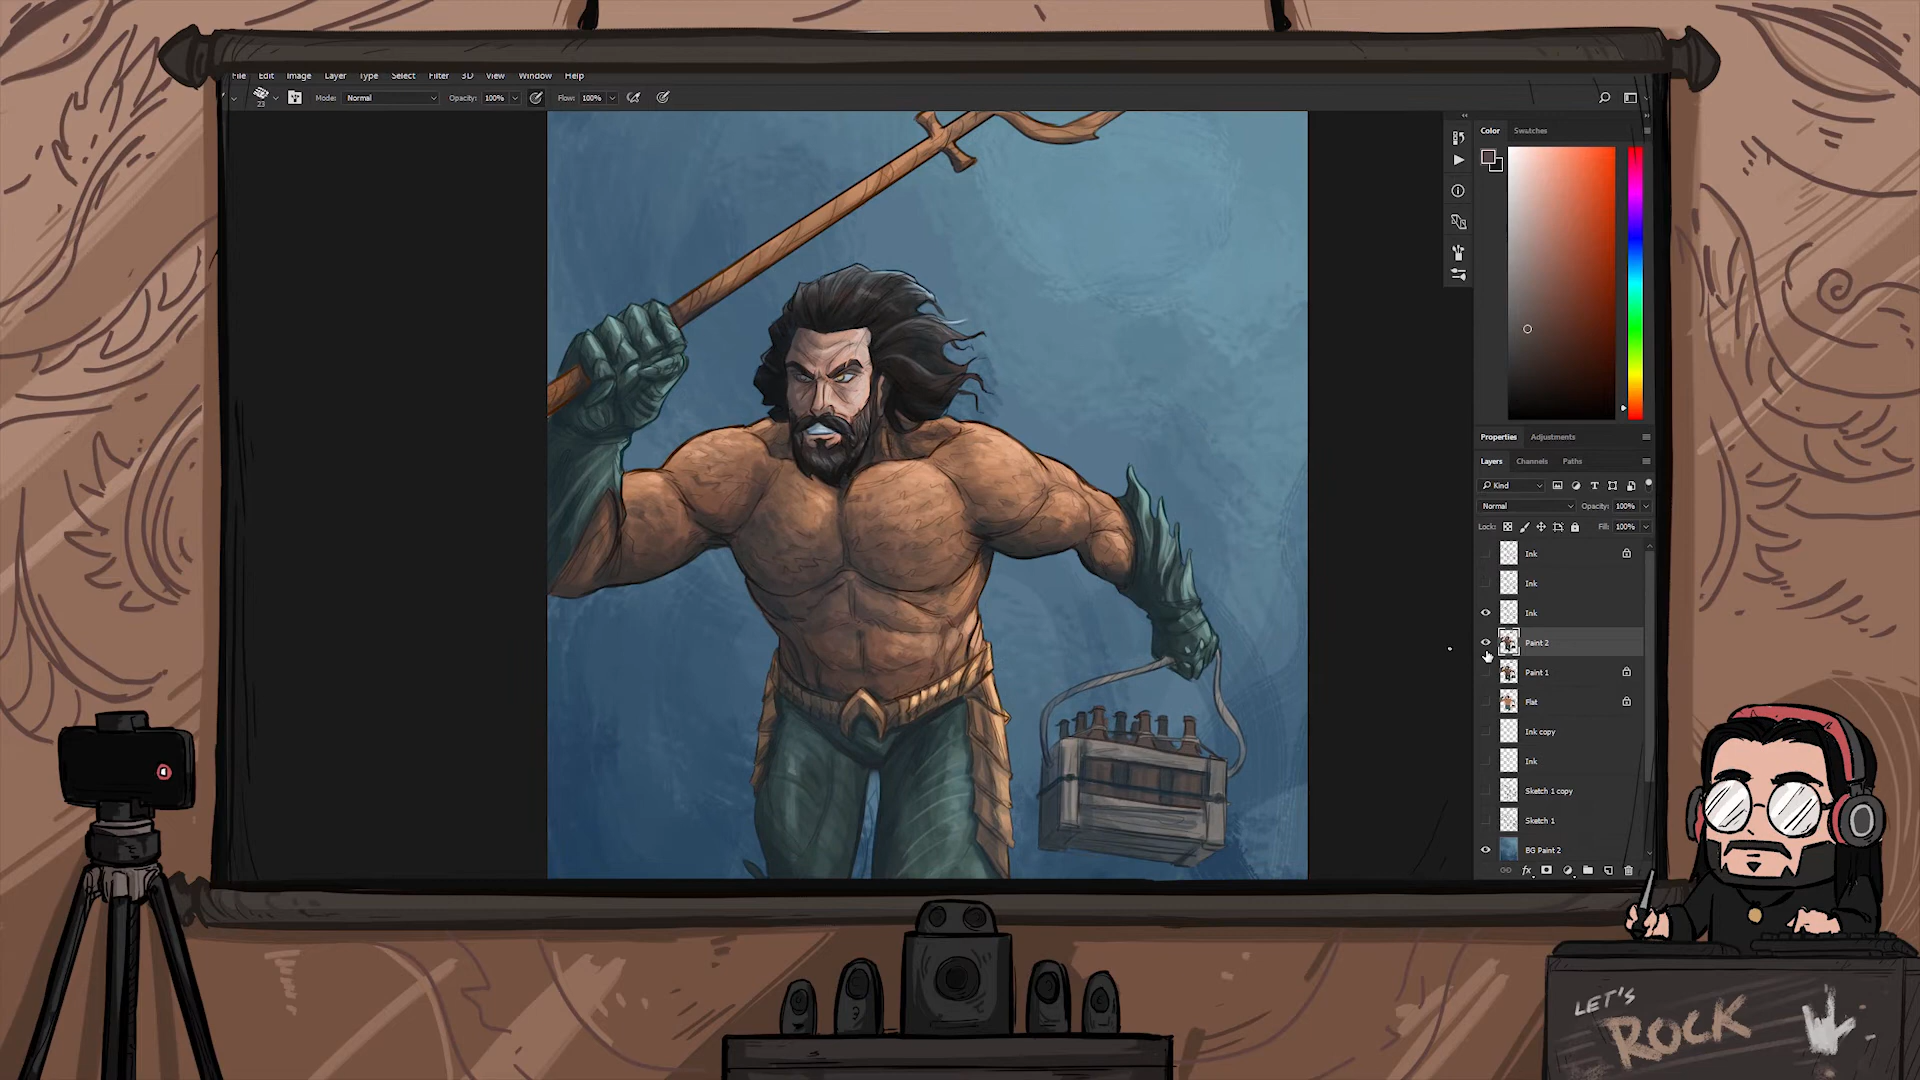 File Edit Image Layer Type Select Filter 3D View Window Help
23 Mode: Normal Opacity: 100% Flow: 100%
Color Swatches
Properties Adjustments
Layers Channels Paths
Kind
Normal Opacity: 100%
Lock: Fill: 100%
Ink
Ink
Ink
Paint 2
Paint 1
Flat
Ink copy
Ink
Sketch 1 copy
Sketch 1
BG Paint 2
fx
LET'S
ROCK